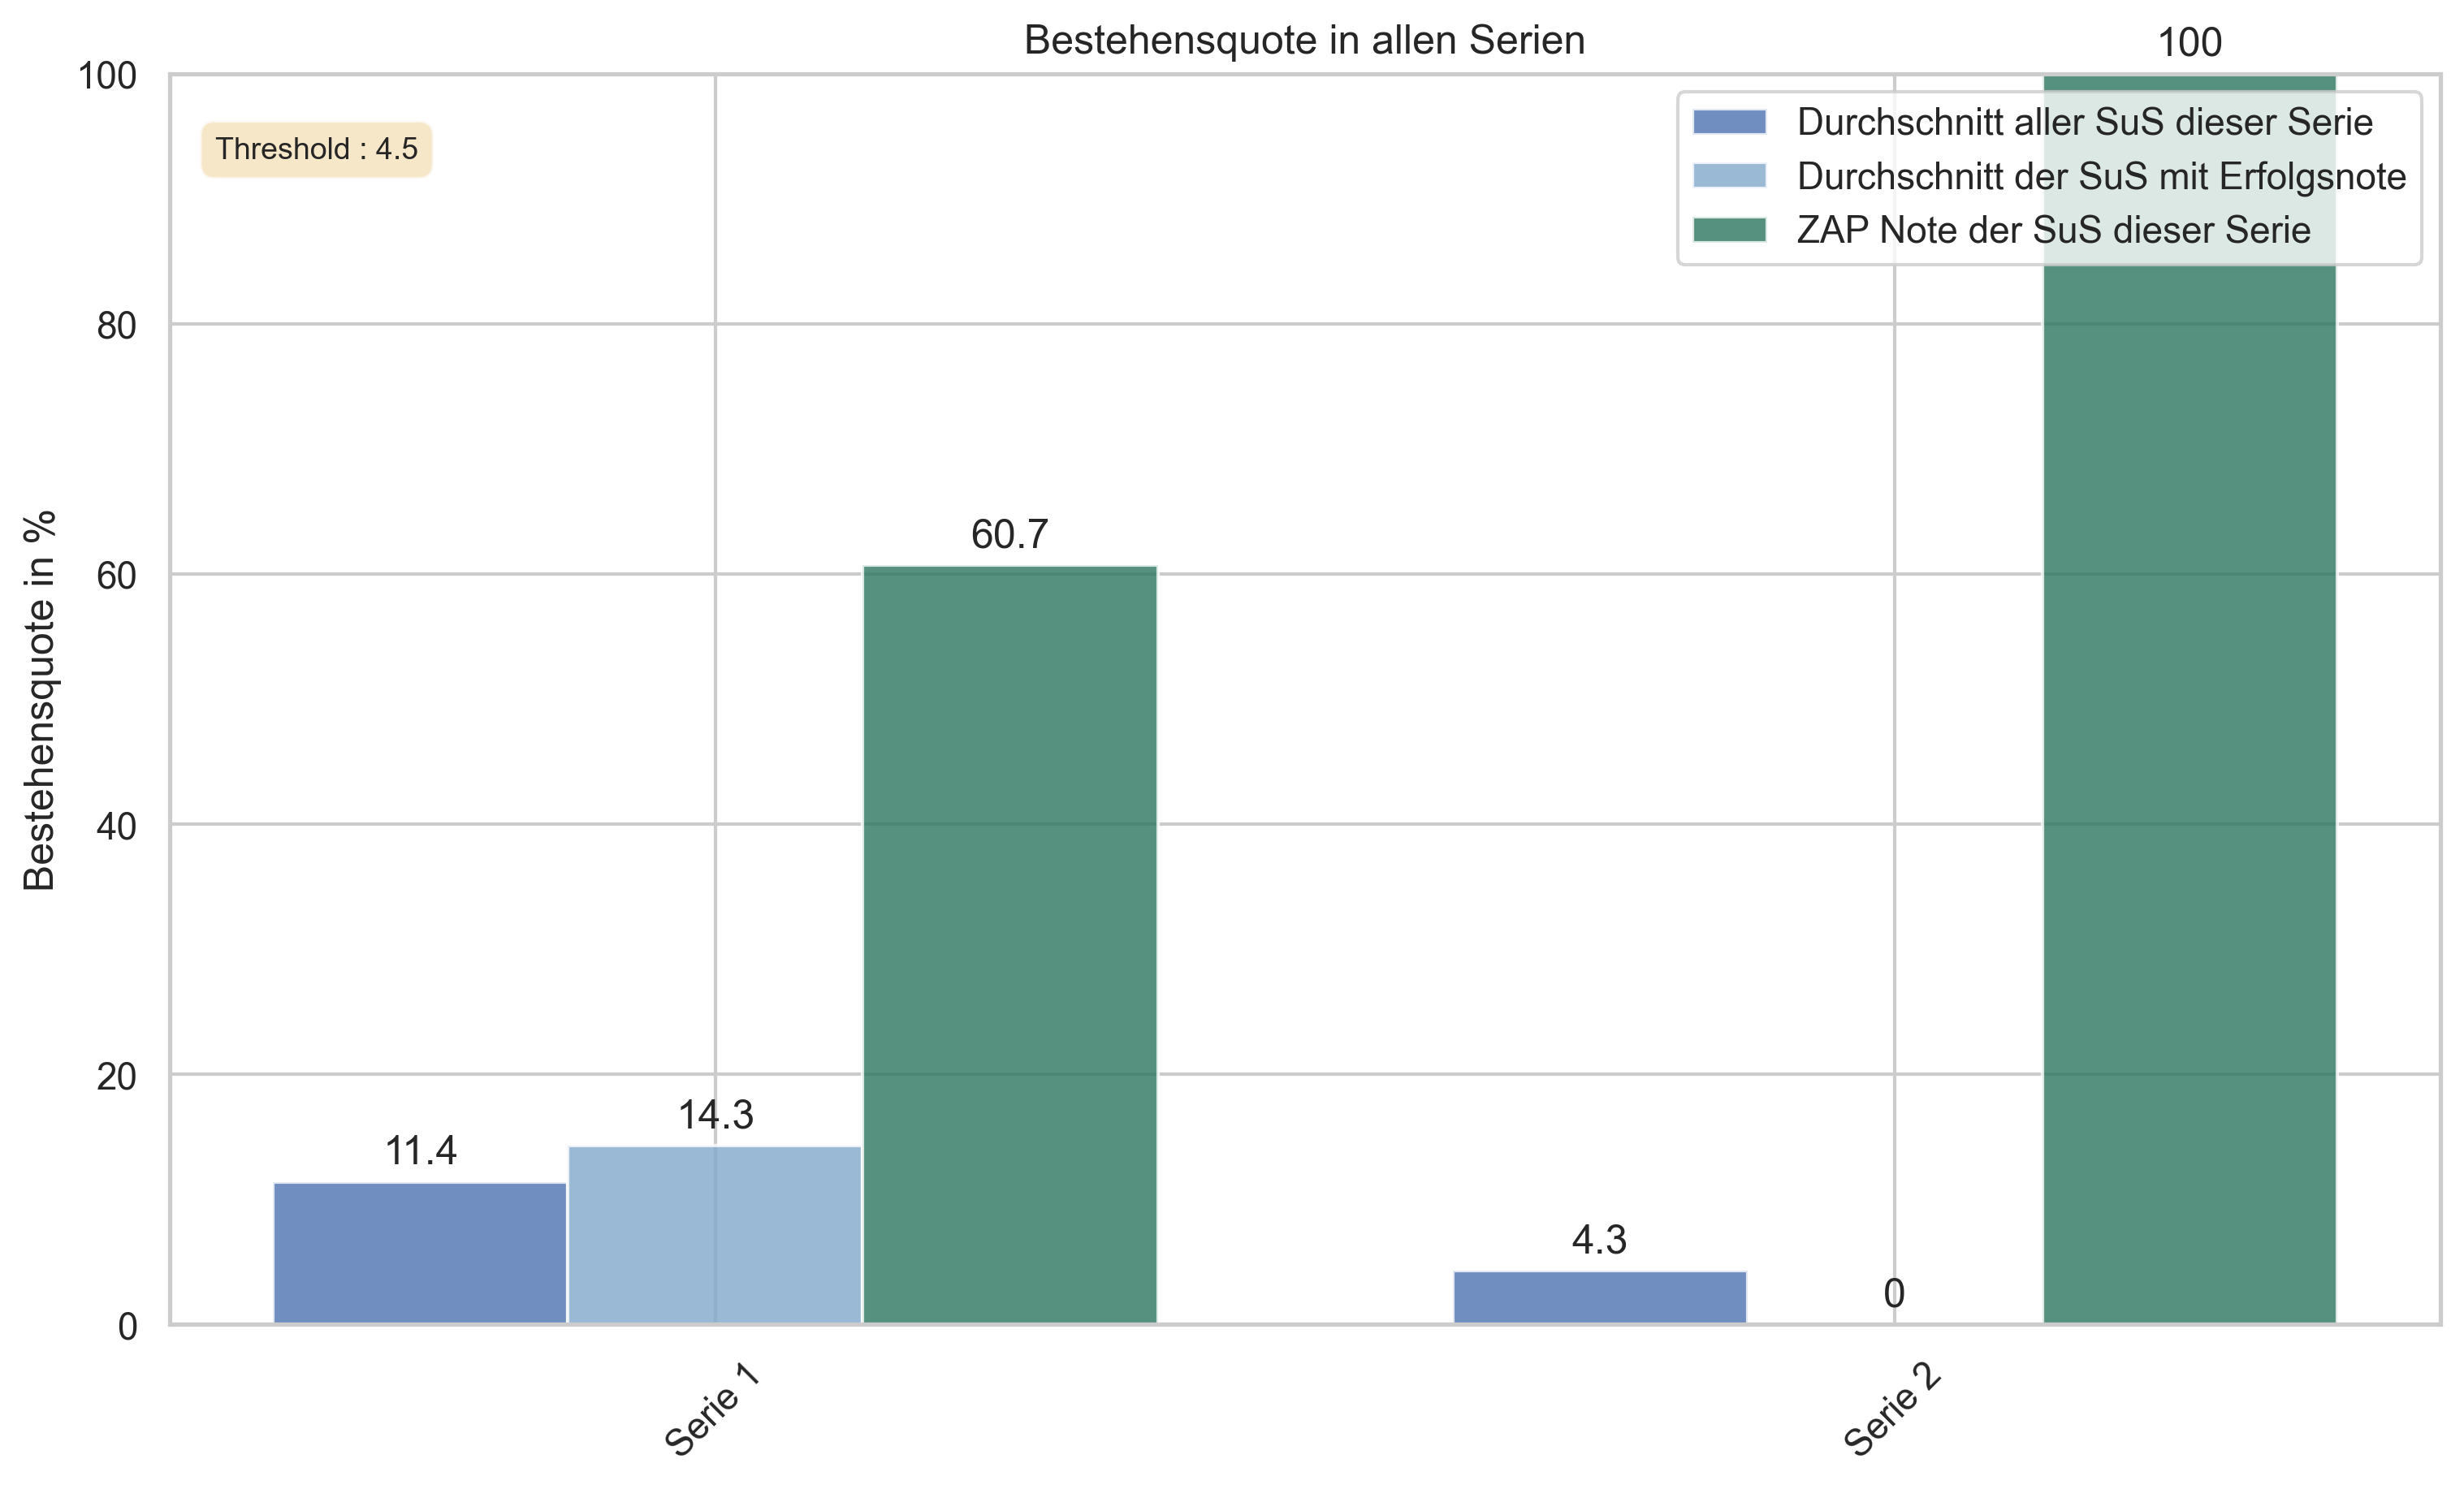 Bestehensquote in allen Serien
100
Threshold : 4.5
Durchschnitt aller SuS dieser Serie
Durchschnitt der SuS mit Erfolgsnote
ZAP Note der SuS dieser Serie
Bestehensquote in %
100
80
60
40
20
0
11.4
14.3
60.7
4.3
0
Serie 1
Serie 2